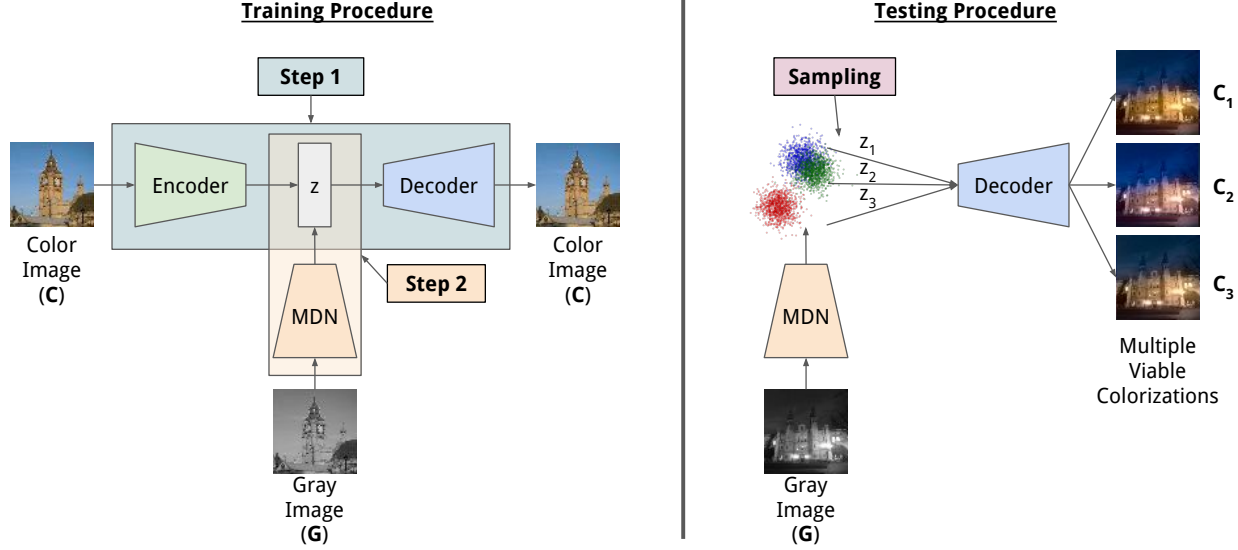 Training Procedure
Step 1
Encoder
z
Decoder
Color
Image
(C)
Color
Image
(C)
Step 2
MDN
Gray
Image
(G)
Testing Procedure
Sampling
z1
z2
z3
Decoder
C1
C2
C3
MDN
Multiple
Viable
Colorizations
Gray
Image
(G)